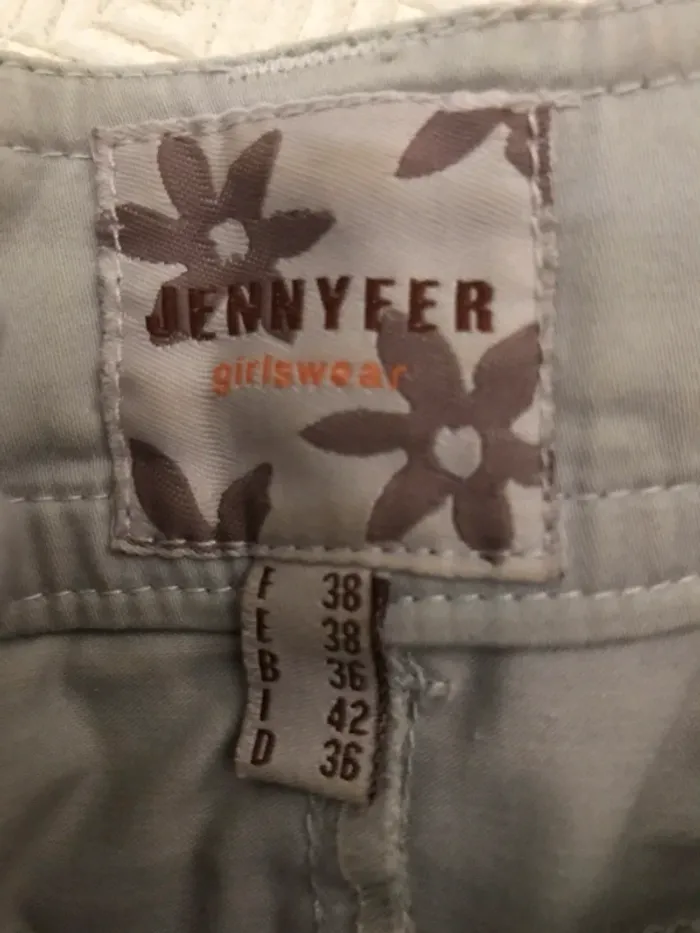 JENNYFER
girlswear
F 38
E 38
B 36
I 42
D 36